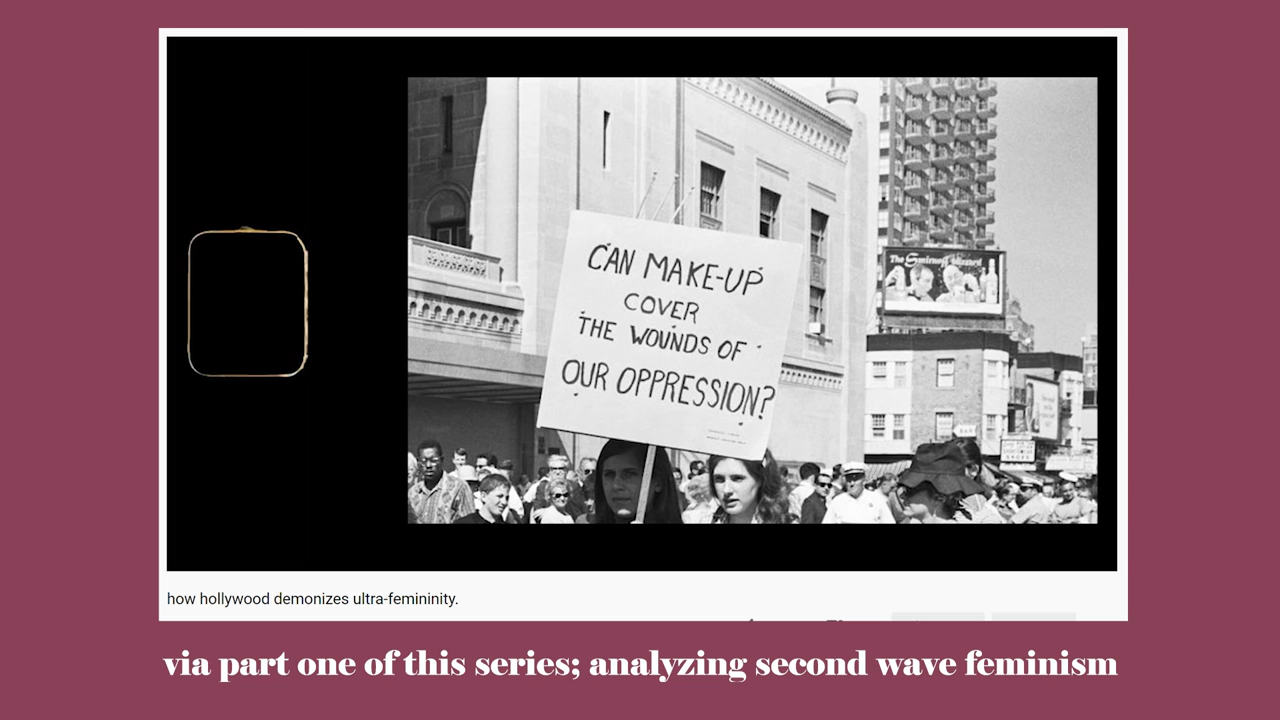 CAN MAKE-UP
COVER
THE WOUNDS OF
OUR OPPRESSION?
The Smirnoff
BAR
how hollywood demonizes ultra-femininity.
via part one of this series; analyzing second wave feminism